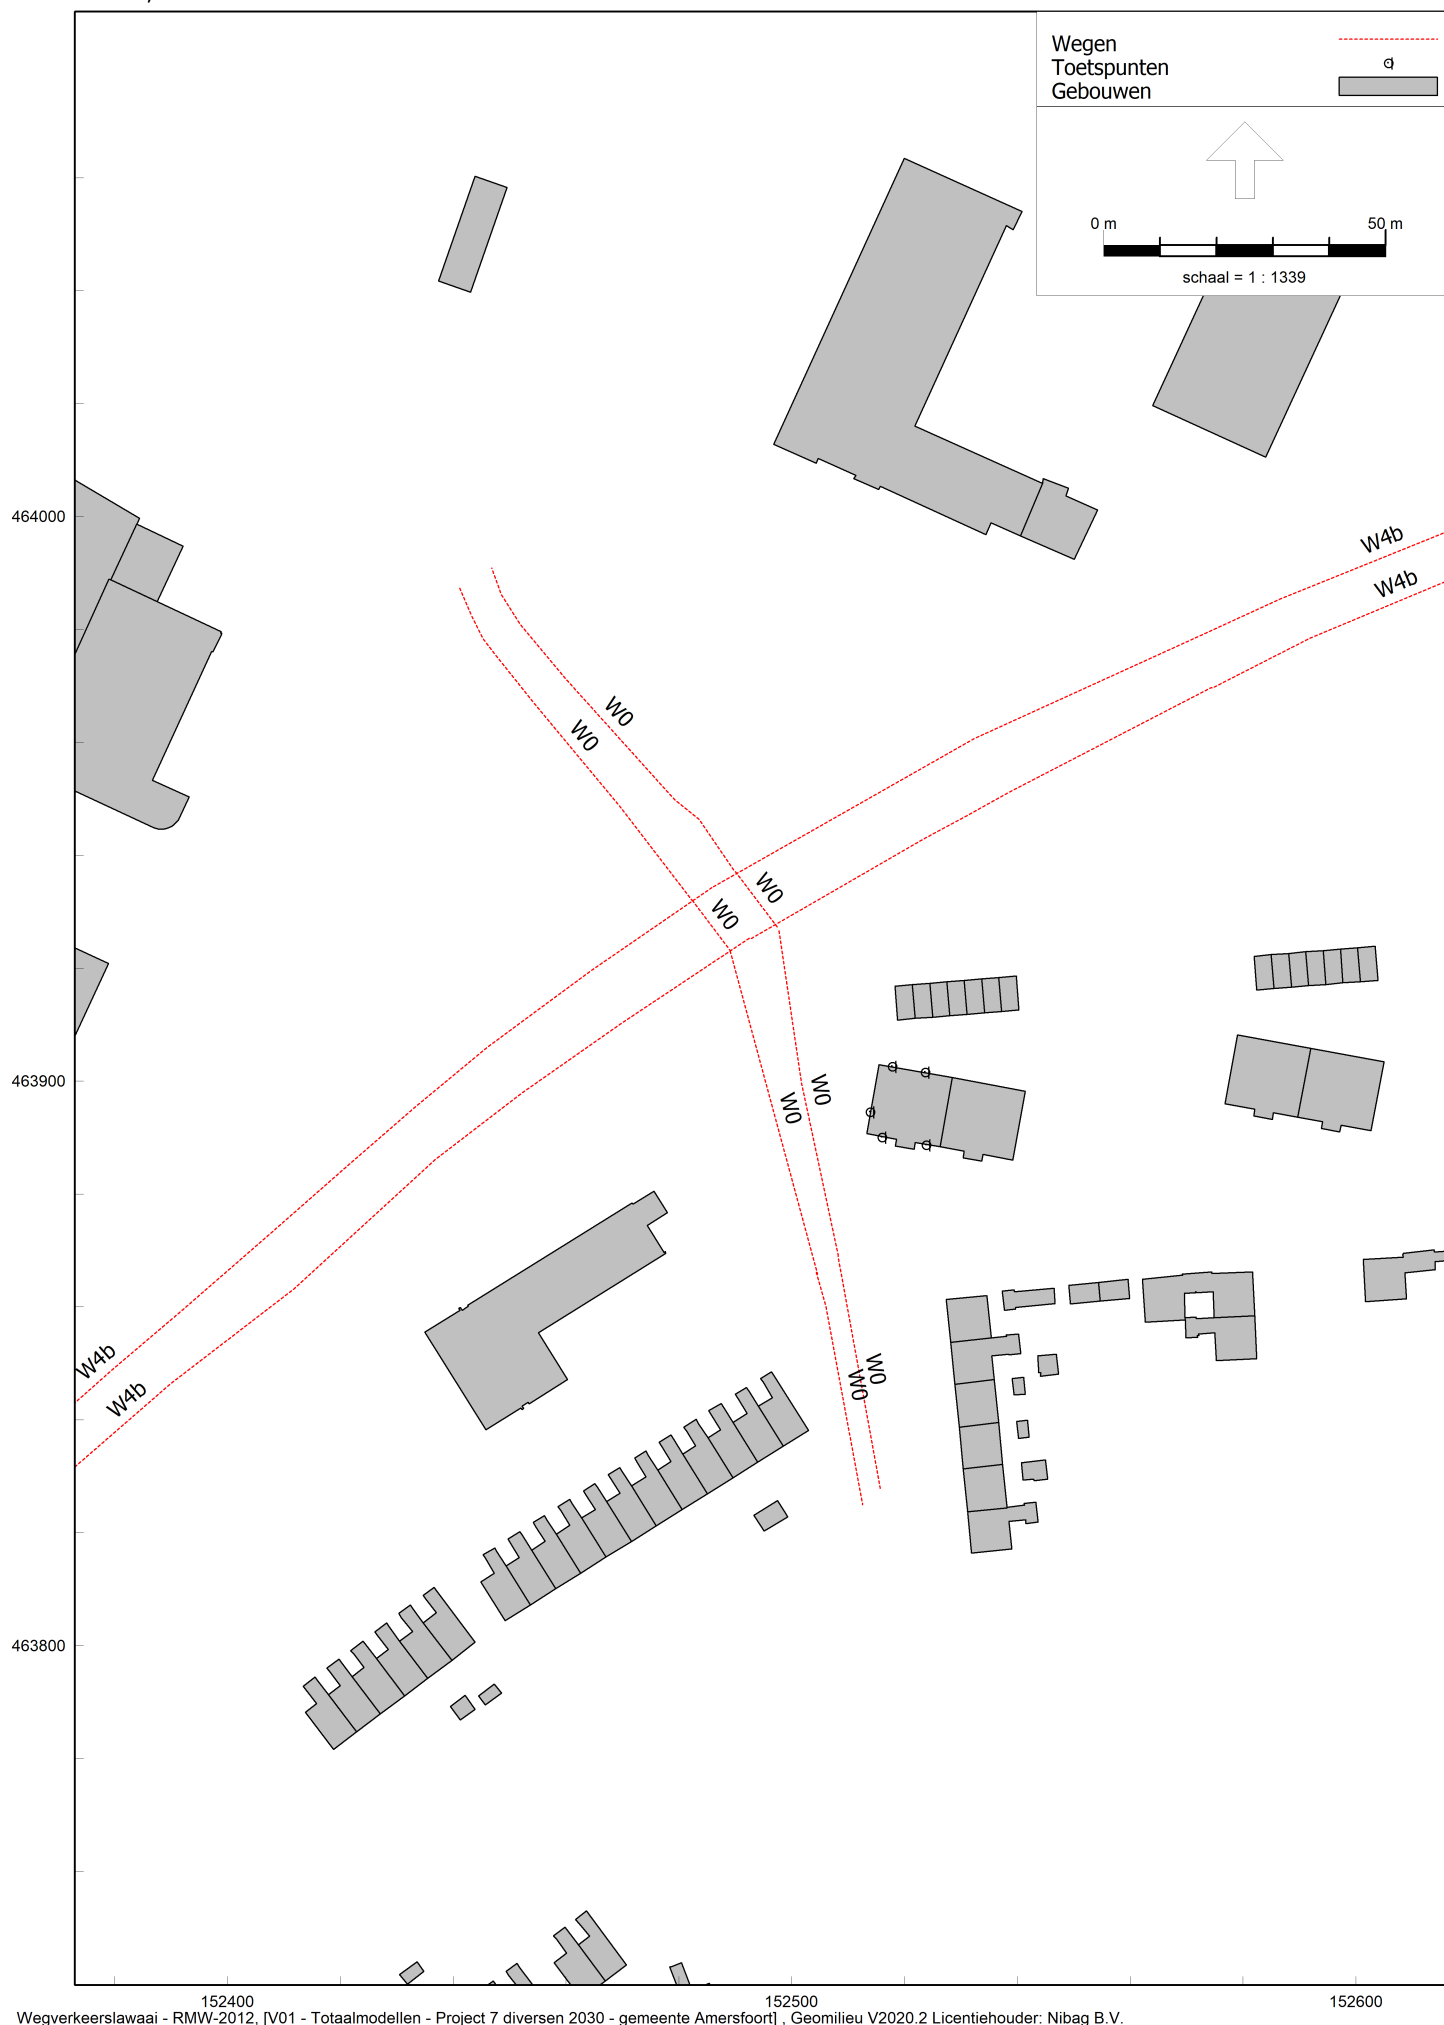 Wegen
Toetspunten
Gebouwen
0 m 50 m
schaal = 1 : 1339
464000
W4b
W4b
W0
W0
W0
W0
463900
W0
W0
W4b
W4b
W0
W0
463800
152400 152500 152600
Wegverkeerslawaai - RMW-2012, [V01 - Totaalmodellen - Project 7 diversen 2030 - gemeente Amersfoort] , Geomilieu V2020.2 Licentiehouder: Nibag B.V.